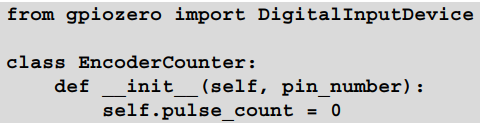 from gpiozero import DigitalInputDevice
class EncoderCounter:
    def __init__(self, pin_number):
        self.pulse_count = 0